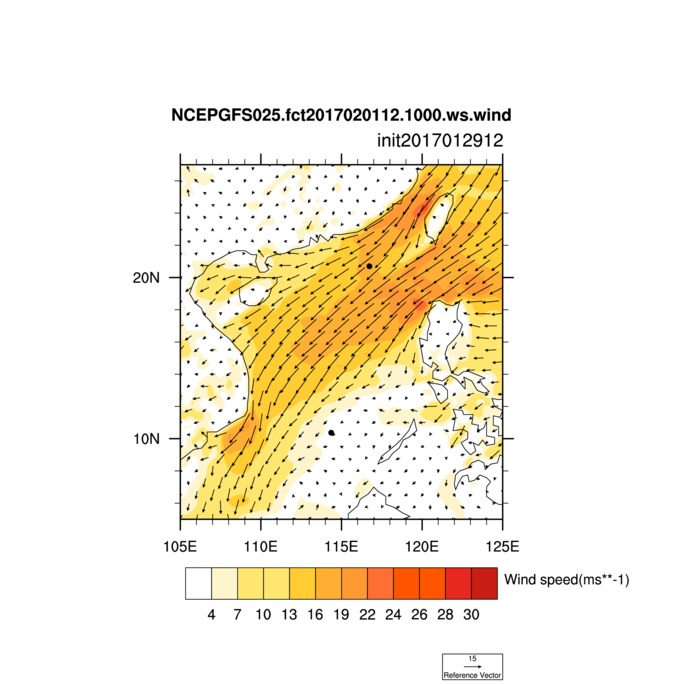 NCEPGFS025.fct2017020112.1000.ws.wind
init2017012912
20N
10N
105E 110E 115E 120E 125E
Wind speed(ms**-1)
4 7 10 13 16 19 22 24 26 28 30
15
Reference Vector